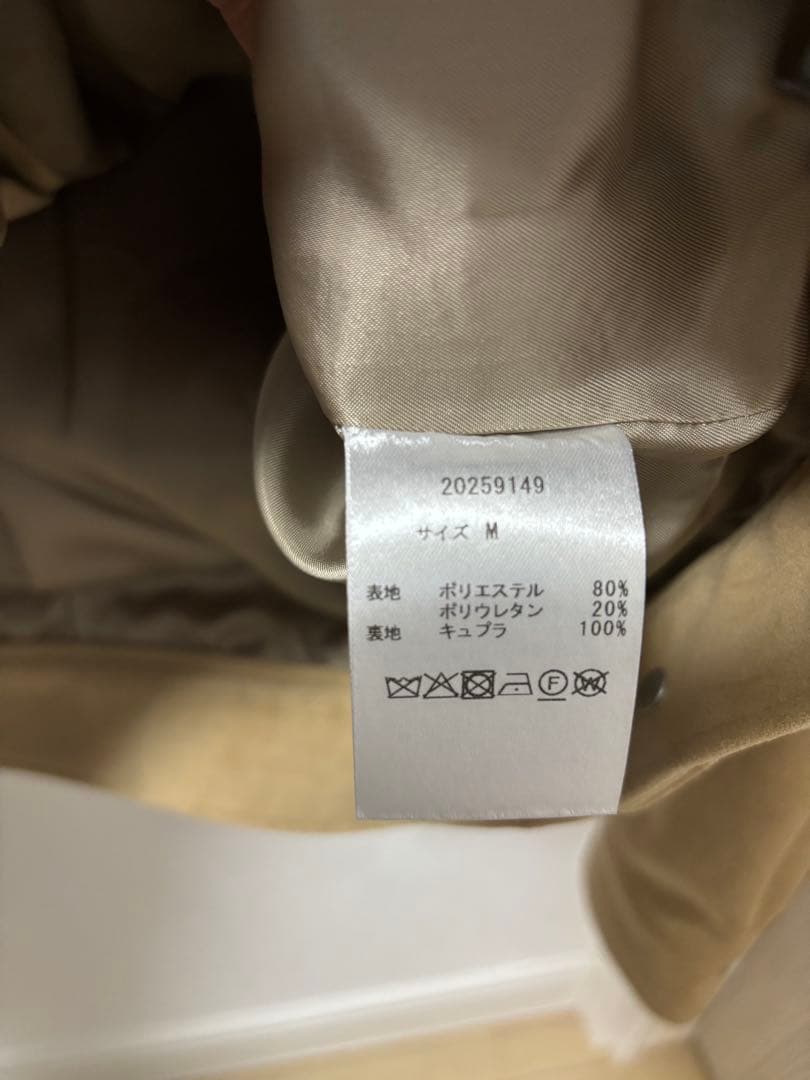 20259149
サイズ M
表地 ポリエステル 80%
ポリウレタン 20%
裏地 キュプラ 100%
F W